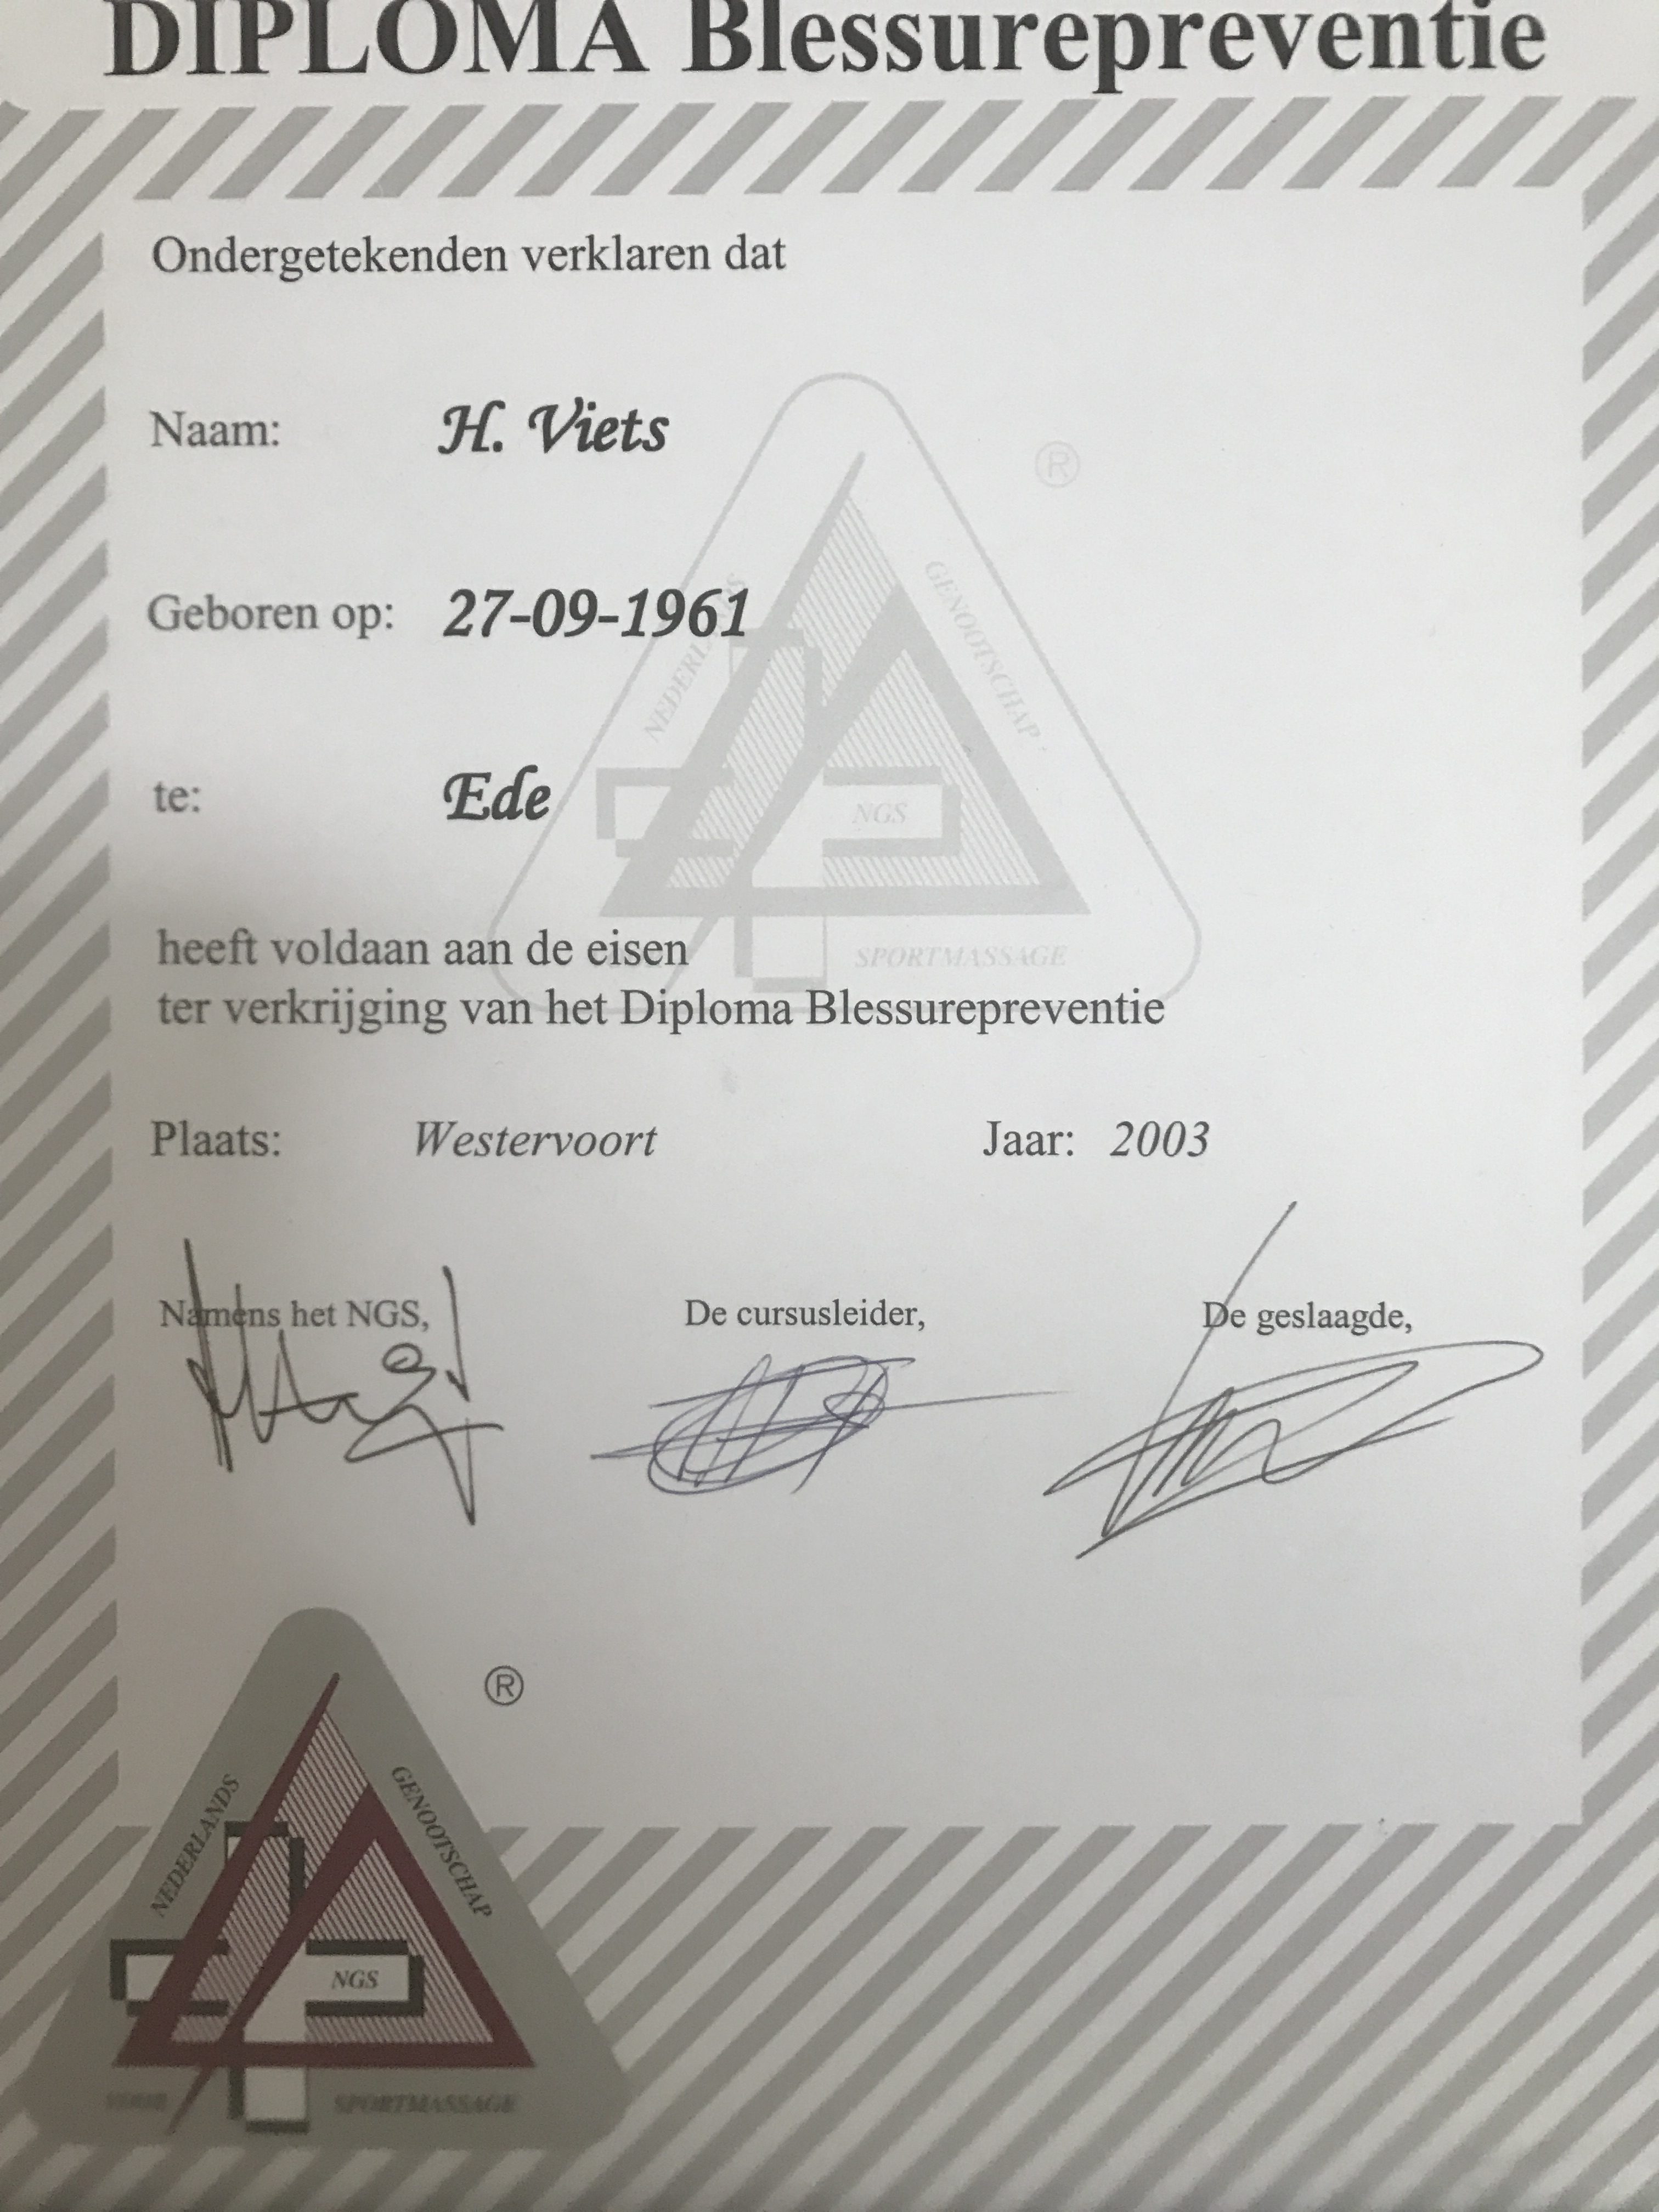 DIPLOMA Blessurepreventie
Ondergetekenden verklaren dat
Naam: H. Viets
Geboren op: 27-09-1961
te: Ede
heeft voldaan aan de eisen
ter verkrijging van het Diploma Blessurepreventie
Plaats: Westervoort Jaar: 2003
Namens het NGS, De cursusleider, De geslaagde,
NEDERLANDS GENOOTSCHAP
®
NGS
SPORTMASSAGE
®
NEDERLANDS GENOOTSCHAP
NGS
VOOR SPORTMASSAGE